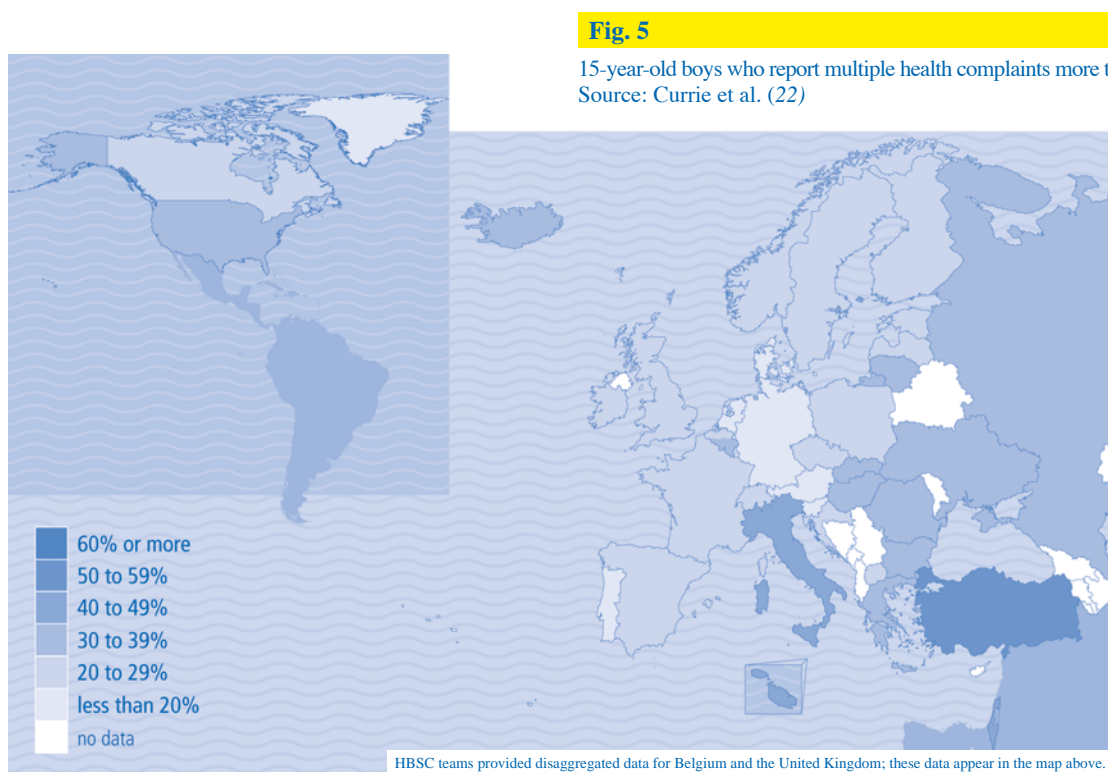 Fig. 5
15-year-old boys who report multiple health complaints more
Source: Currie et al. (22)
60% or more
50 to 59%
40 to 49%
30 to 39%
20 to 29%
less than 20%
no data
HBSC teams provided disaggregated data for Belgium and the United Kingdom; these data appear in the map above.